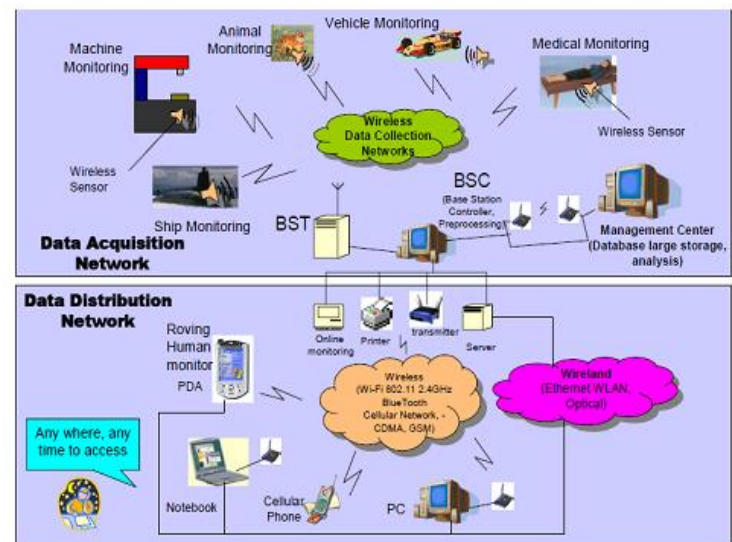 Machine
Monitoring
Animal
Monitoring
Vehicle Monitoring
Medical Monitoring
Wireless
Data Collection
Networks
Wireless Sensor
Wireless
Sensor
Ship Monitoring
BST
BSC
(Base Station
Controller,
Preprocessing)
Management Center
(Database large storage,
analysis)
Data Acquisition
Network
Data Distribution
Network
Online
monitoring
Printer
transmitter
Server
Roving
Human
monitor
PDA
Wireless
(Wi-Fi 802.11 2.4GHz
BlueTooth
Cellular Network, -
CDMA, GSM)
Wireland
(Ethernet WLAN,
Optical)
Any where, any
time to access
Notebook
Cellular
Phone
PC